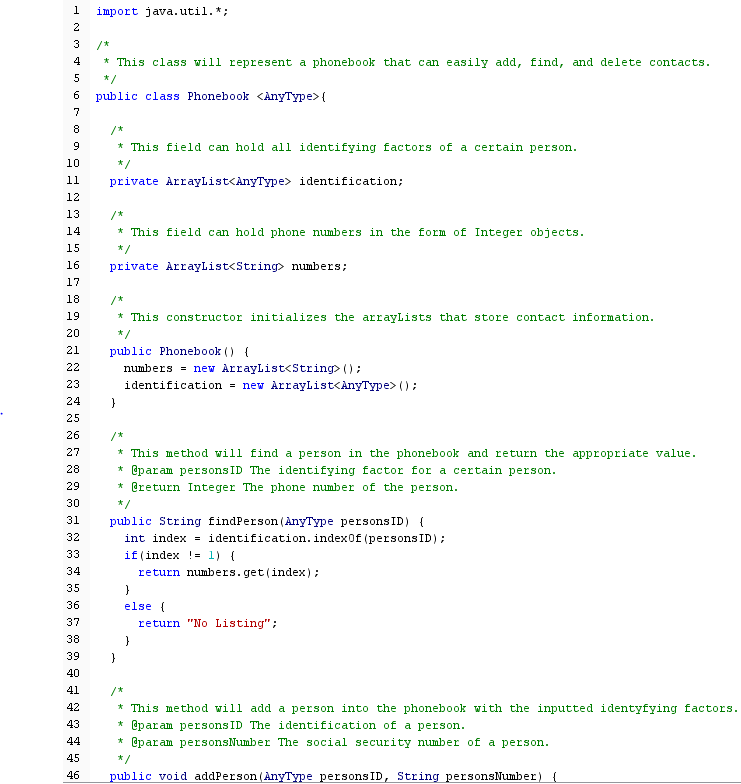 1 import java.util.*;
2
3 /*
4 * This class will represent a phonebook that can easily add, find, and delete contacts.
5 */
6 public class Phonebook <AnyType>{
7
8 /*
9 * This field can hold all identifying factors of a certain person.
10 */
11 private ArrayList<AnyType> identification;
12
13 /*
14 * This field can hold phone numbers in the form of Integer objects.
15 */
16 private ArrayList<String> numbers;
17
18 /*
19 * This constructor initializes the arrayLists that store contact information.
20 */
21 public Phonebook() {
22 numbers = new ArrayList<String>();
23 identification = new ArrayList<AnyType>();
24 }
25
26 /*
27 * This method will find a person in the phonebook and return the appropriate value.
28 * @param personsID The identifying factor for a certain person.
29 * @return Integer The phone number of the person.
30 */
31 public String findPerson(AnyType personsID) {
32 int index = identification.indexOf(personsID);
33 if(index != 1) {
34 return numbers.get(index);
35 }
36 else {
37 return "No Listing";
38 }
39 }
40
41 /*
42 * This method will add a person into the phonebook with the inputted identyfying factors.
43 * @param personsID The identification of a person.
44 * @param personsNumber The social security number of a person.
45 */
46 public void addPerson(AnyType personsID, String personsNumber) {